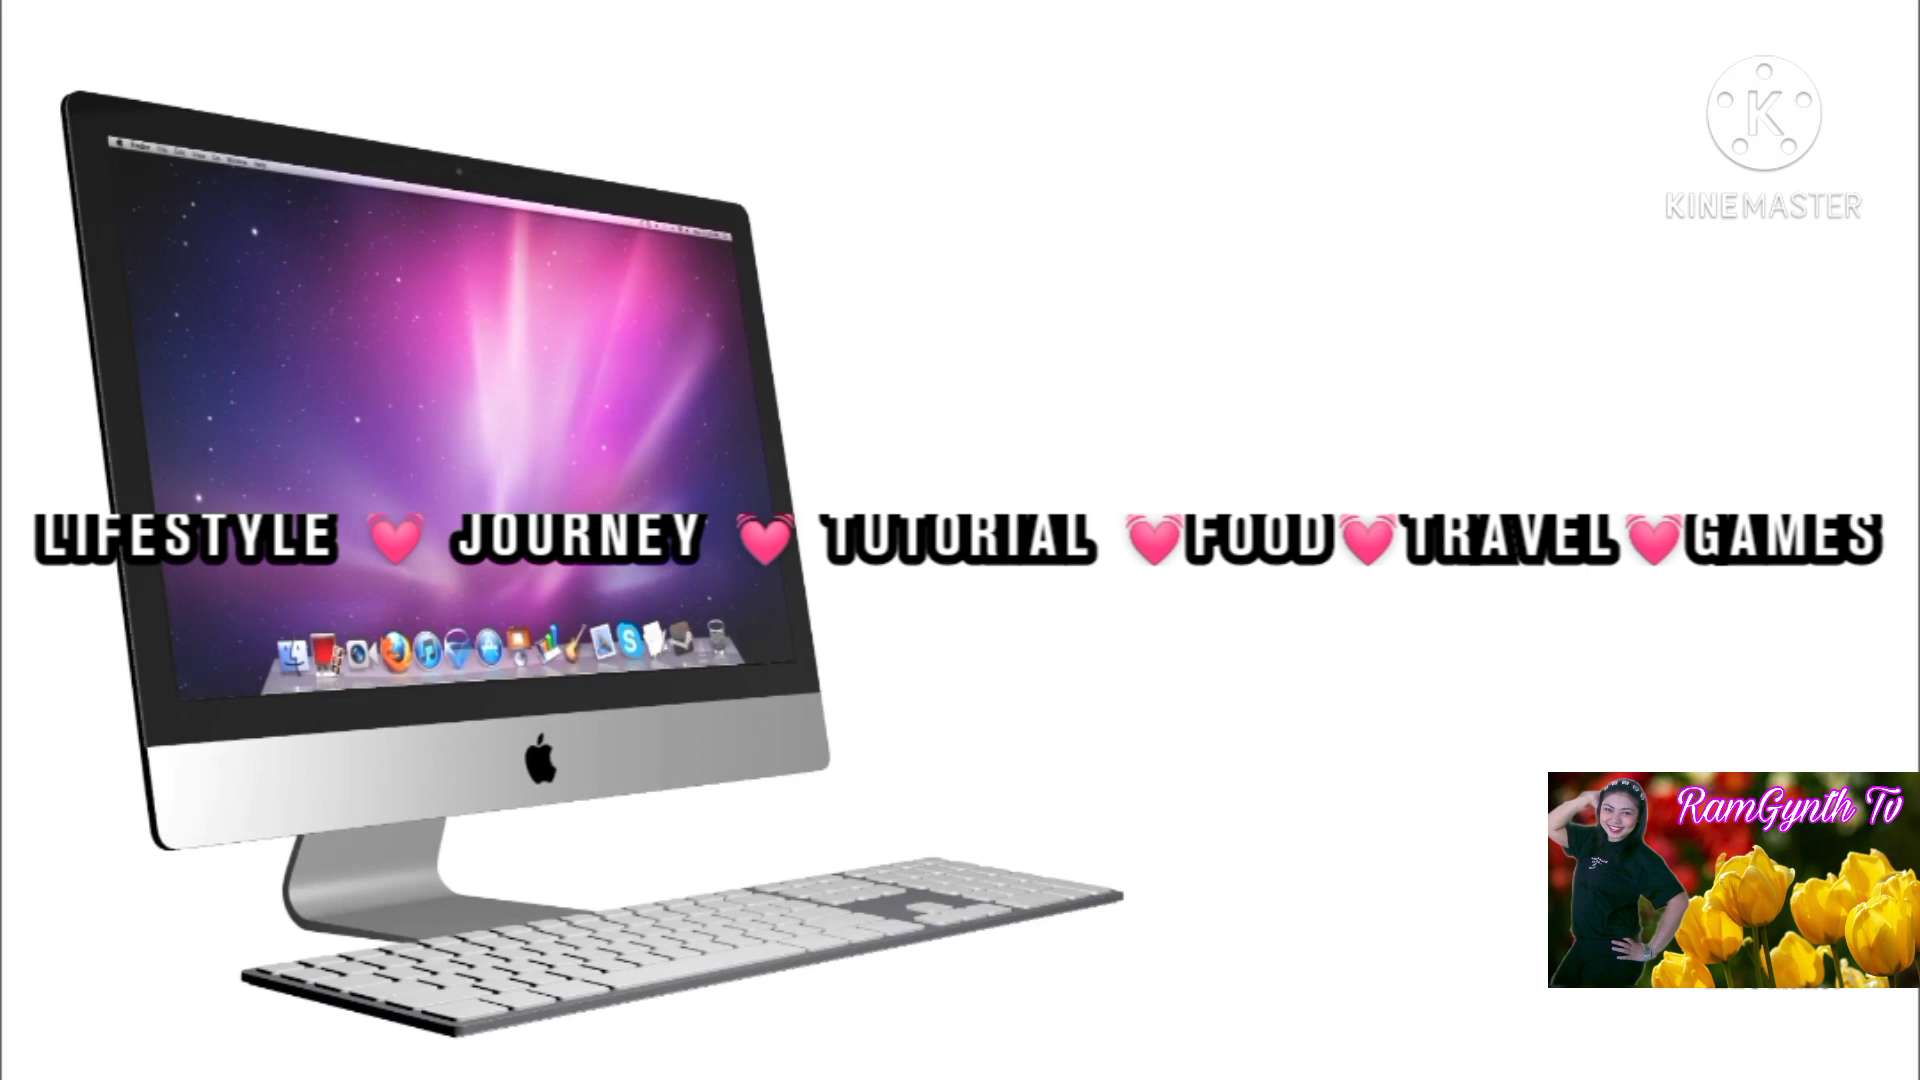 K
KINEMASTER
LIFESTYLE 💓 JOURNEY 💓 TUTORIAL 💓FOOD💓TRAVEL💓GAMES
RamGynth Tv